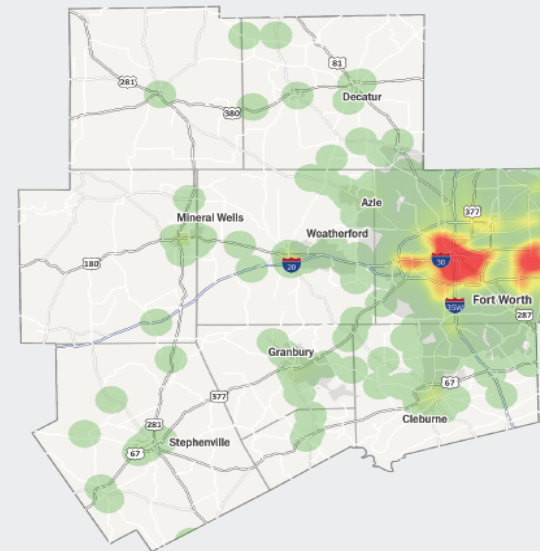 81
281
Decatur
380
Azle
377
Mineral Wells
Weatherford
30
180
20
Fort Worth
35W
287
Granbury
67
377
Cleburne
281
Stephenville
67